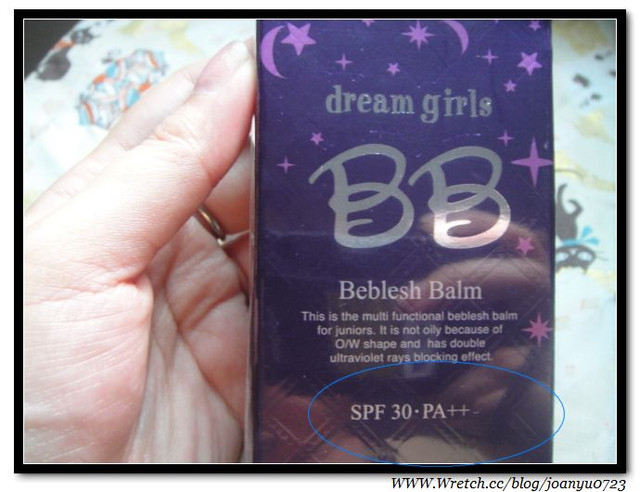 dream girls
BB
Beblesh Balm
This is the multi functional beblesh balm
for juniors. It is not oily because of
O/W shape and has double
ultraviolet rays blocking effect.
SPF 30·PA++
WWW.Wretch.cc/blog/joanyu0723